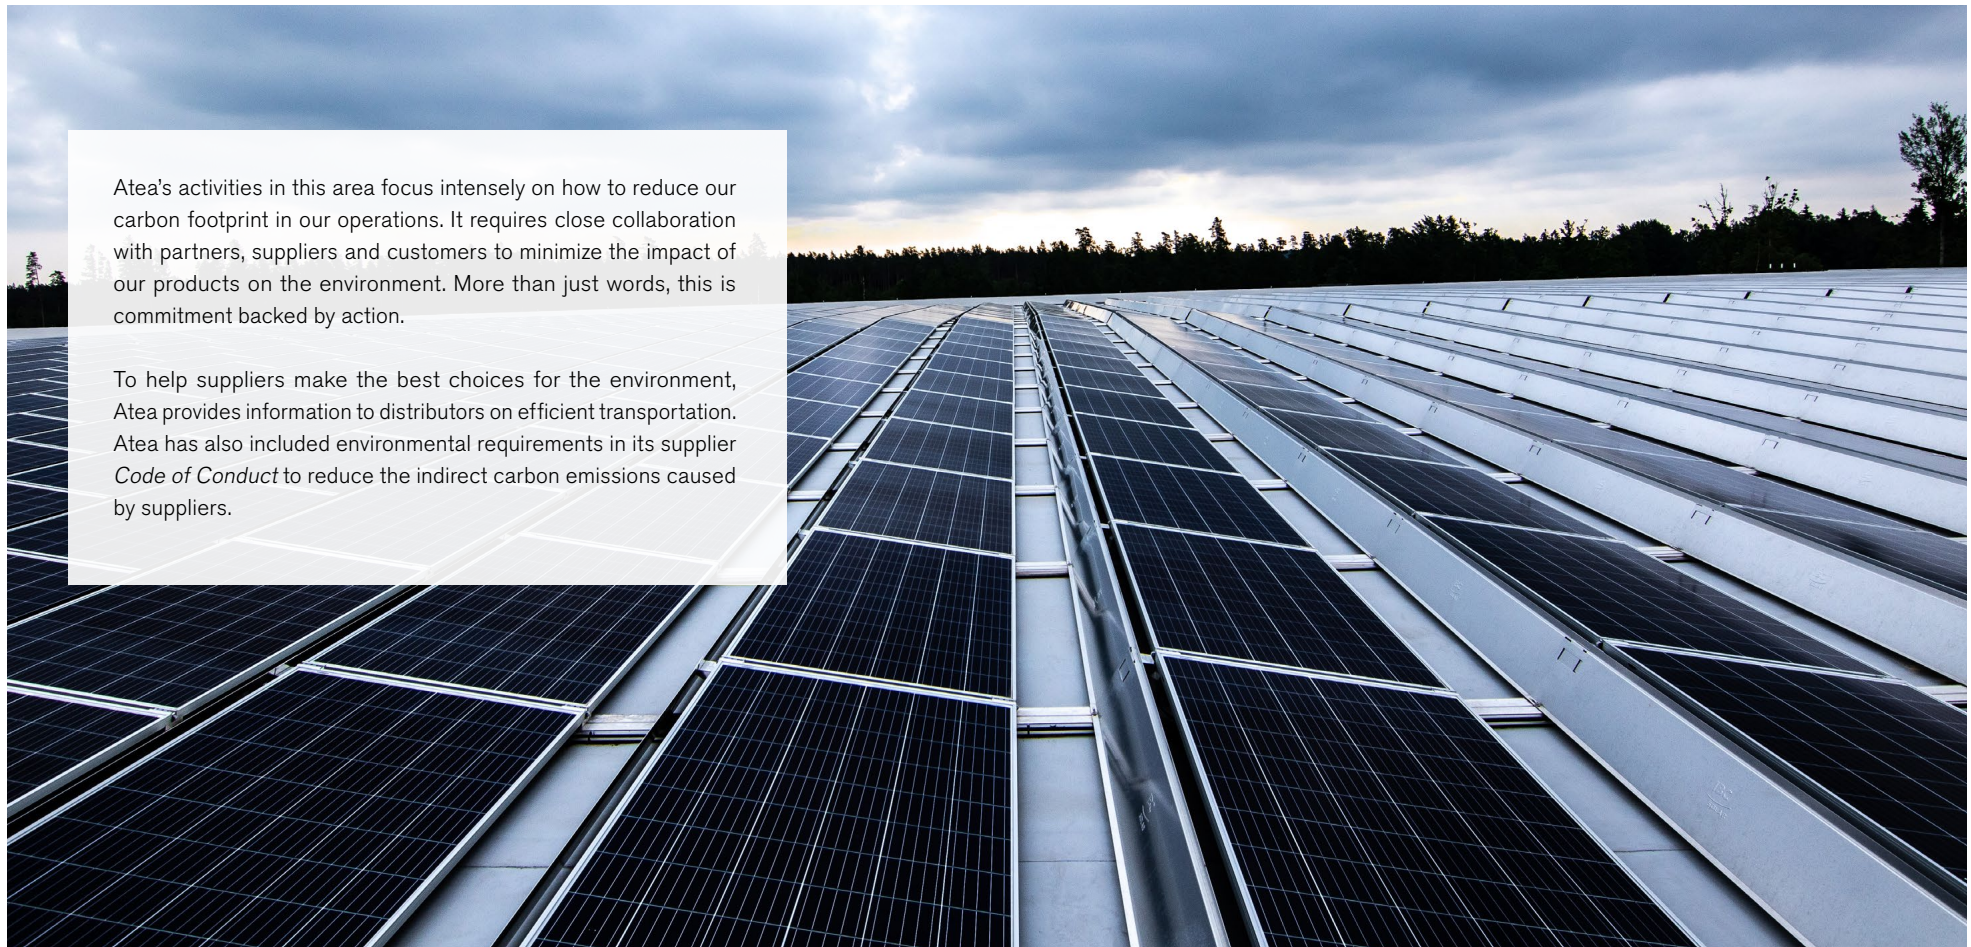 Atea’s activities in this area focus intensely on how to reduce our
carbon footprint in our operations. It requires close collaboration
with partners, suppliers and customers to minimize the impact of
our products on the environment. More than just words, this is
commitment backed by action.
To help suppliers make the best choices for the environment,
Atea provides information to distributors on efficient transportation.
Atea has also included environmental requirements in its supplier
Code of Conduct to reduce the indirect carbon emissions caused
by suppliers.